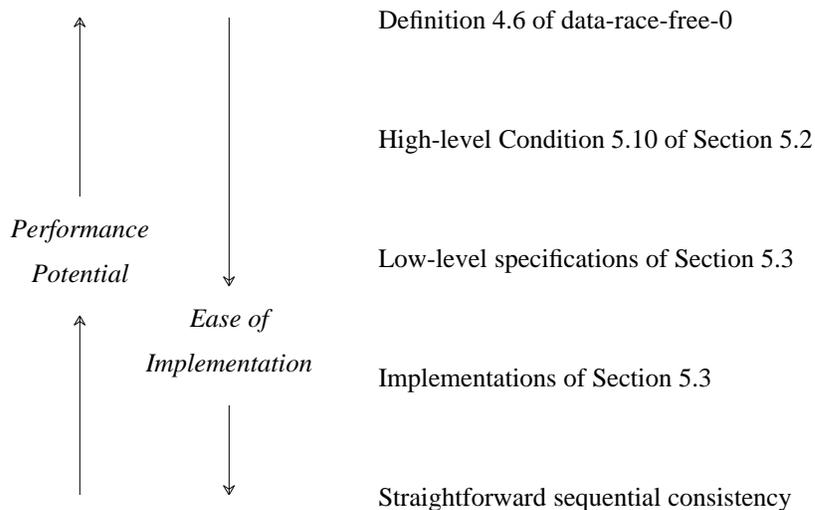 Definition 4.6 of data-race-free-0
High-level Condition 5.10 of Section 5.2
Performance
Potential
Low-level specifications of Section 5.3
Ease of
Implementation
Implementations of Section 5.3
Straightforward sequential consistency